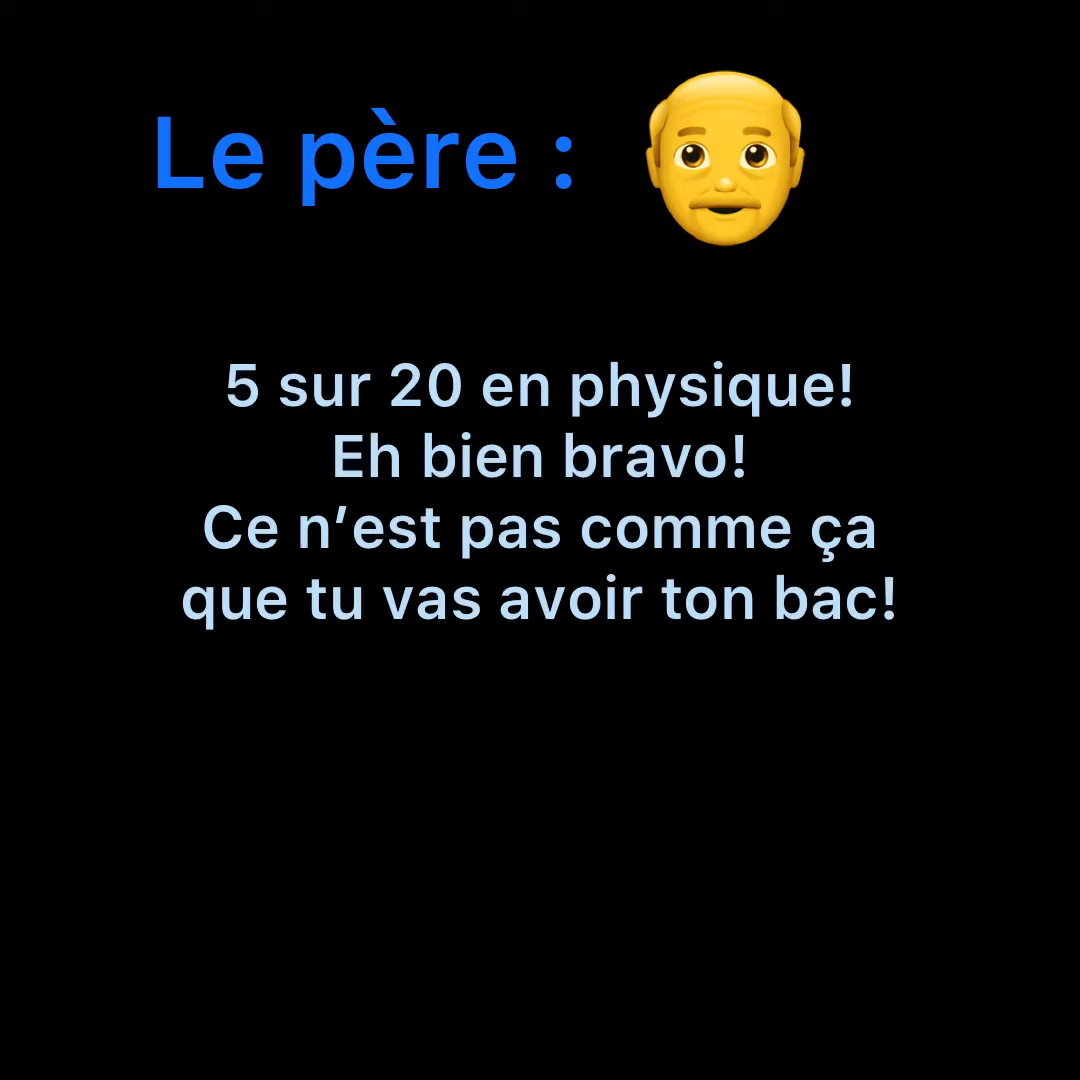 Le père :
5 sur 20 en physique!
Eh bien bravo!
Ce n’est pas comme ça
que tu vas avoir ton bac!